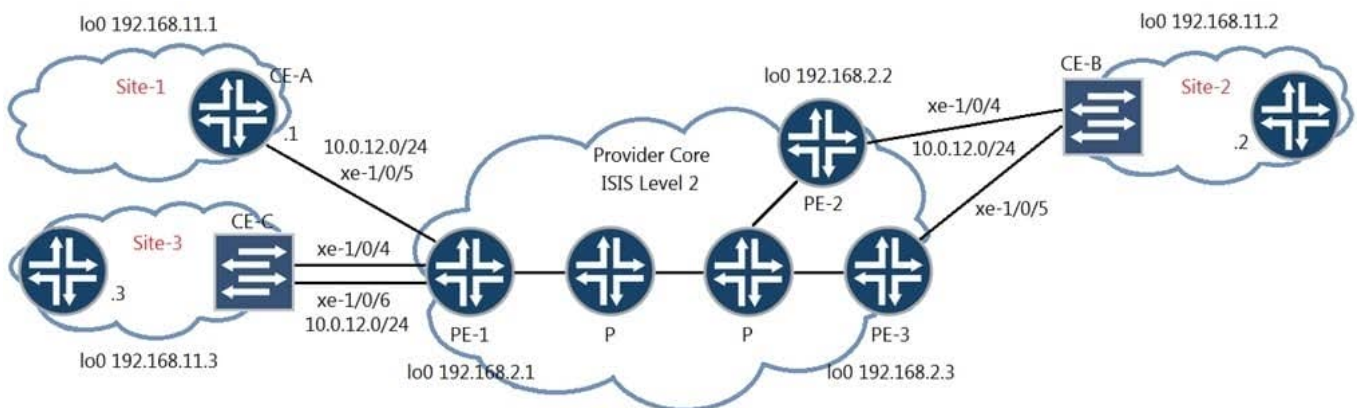 lo0 192.168.11.1
Site-1
CE-A
.1
10.0.12.0/24
xe-1/0/5
Site-3
CE-C
.3
xe-1/0/4
xe-1/0/6
10.0.12.0/24
lo0 192.168.11.3
Provider Core
ISIS Level 2
PE-1
lo0 192.168.2.1
P
P
lo0 192.168.2.2
PE-2
PE-3
lo0 192.168.2.3
xe-1/0/4
10.0.12.0/24
xe-1/0/5
lo0 192.168.11.2
CE-B
Site-2
.2